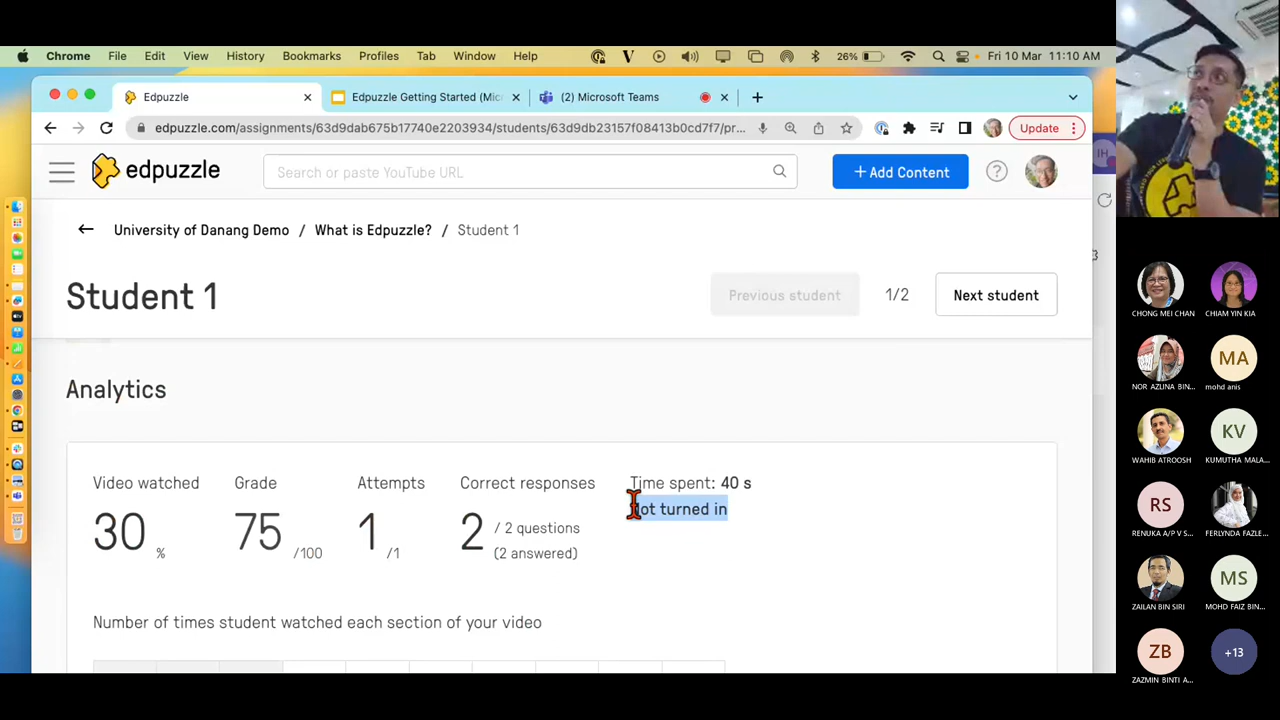 Chrome File Edit View History Bookmarks Profiles Tab Window Help 26% Fri 10 Mar 11:10 AM
Edpuzzle
Edpuzzle Getting Started (Mic
(2) Microsoft Teams
edpuzzle.com/assignments/63d9dab675b17740e2203934/students/63d9db23157f08413b0cd7f7/pr...
Update
edpuzzle
Search or paste YouTube URL
+ Add Content
?
IH
University of Danang Demo / What is Edpuzzle? / Student 1
Student 1
Previous student
1/2
Next student
Analytics
Video watched
30 %
Grade
75 /100
Attempts
1 /1
Correct responses
2 / 2 questions
(2 answered)
Time spent: 40 s
ot turned in
Number of times student watched each section of your video
CHONG MEI CHAN
CHIAM YIN KIA
NOR AZLINA BIN...
MA
mohd anis
WAHIB ATROOSH
KV
KUMUTHA MALA...
RS
RENUKA A/P V S...
FERLYNDA FAZLE...
ZAILAN BIN SIRI
MS
MOHD FAIZ BIN...
ZB
ZAZMIN BINTI A...
+13